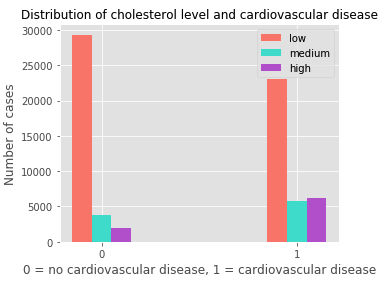 Distribution of cholesterol level and cardiovascular disease
30000
25000
20000
15000
10000
5000
0
Number of cases
low
medium
high
0
1
0 = no cardiovascular disease, 1 = cardiovascular disease